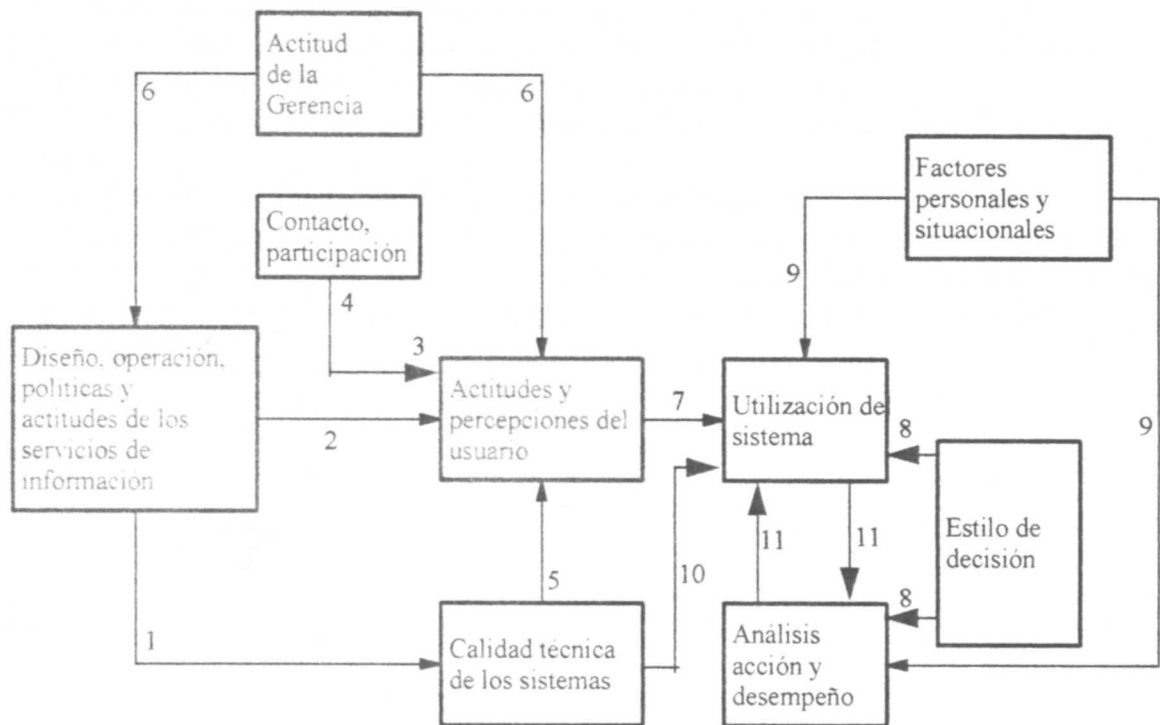 Actitud
de la
Gerencia
6
6
Factores
personales y
situacionales
Contacto,
participación
9
4
3
Diseño, operación,
políticas y
actitudes de los
servicios de
información
Actitudes y
percepciones del
usuario
7
Utilización de
sistema
8
9
2
Estilo de
decisión
5
10
11
11
8
1
Calidad técnica
de los sistemas
Análisis
acción y
desempeño